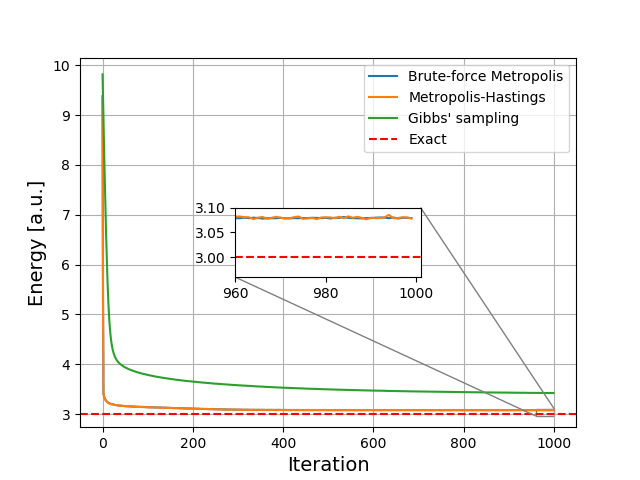 10
9
8
7
6
5
4
3
Energy [a.u.]
Brute-force Metropolis
Metropolis-Hastings
Gibbs' sampling
Exact
3.10
3.05
3.00
960 980 1000
0 200 400 600 800 1000
Iteration